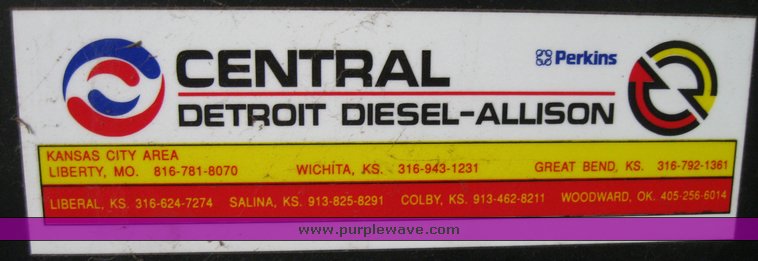 CENTRAL
Perkins
DETROIT DIESEL-ALLISON
KANSAS CITY AREA
LIBERTY, MO. 816-781-8070 WICHITA, KS. 316-943-1231 GREAT BEND, KS. 316-792-1361
LIBERAL, KS. 316-624-7274 SALINA, KS. 913-825-8291 COLBY, KS. 913-462-8211 WOODWARD, OK. 405-256-6014
www.purplewave.com